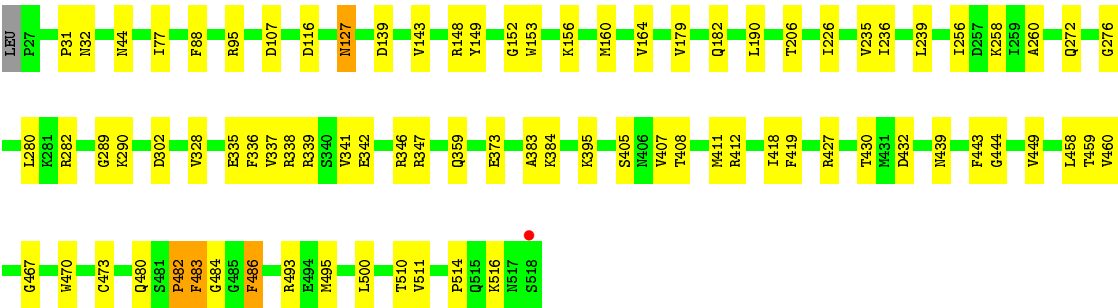 LEU P27 P31 N32 N44 I77 F88 R95 D107 D116 N127 D139 V143 R148 Y149 G152 W153 K156 M160 V164 V179 Q182 L190 T206 I226 V235 I236 L239 I256 D257 K258 I259 A260 Q272 G276
L280 K281 R282 G289 K290 D302 V328 E335 F336 V337 R338 R339 S340 V341 E342 R346 R347 Q359 E373 A383 K384 K395 S405 N406 V407 T408 M411 R412 I418 F419 R427 T430 M431 D432 N439 F443 G444 V449 L458 T459 V460
G467 W470 C473 Q480 S481 P482 F483 G484 G485 F486 R493 E494 M495 L500 T510 V511 P514 Q515 K516 N517 S518